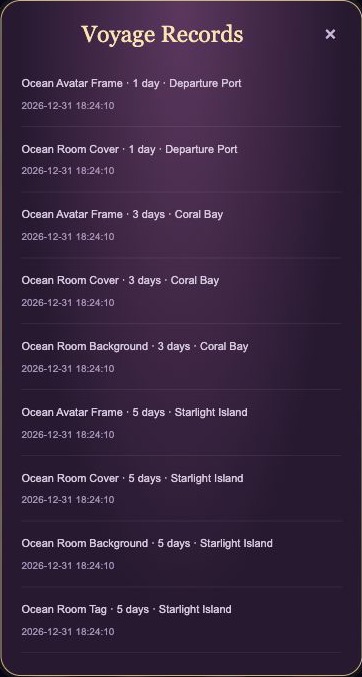 Voyage Records
Ocean Avatar Frame · 1 day · Departure Port
2026-12-31 18:24:10
Ocean Room Cover · 1 day · Departure Port
2026-12-31 18:24:10
Ocean Avatar Frame · 3 days · Coral Bay
2026-12-31 18:24:10
Ocean Room Cover · 3 days · Coral Bay
2026-12-31 18:24:10
Ocean Room Background · 3 days · Coral Bay
2026-12-31 18:24:10
Ocean Avatar Frame · 5 days · Starlight Island
2026-12-31 18:24:10
Ocean Room Cover · 5 days · Starlight Island
2026-12-31 18:24:10
Ocean Room Background · 5 days · Starlight Island
2026-12-31 18:24:10
Ocean Room Tag · 5 days · Starlight Island
2026-12-31 18:24:10